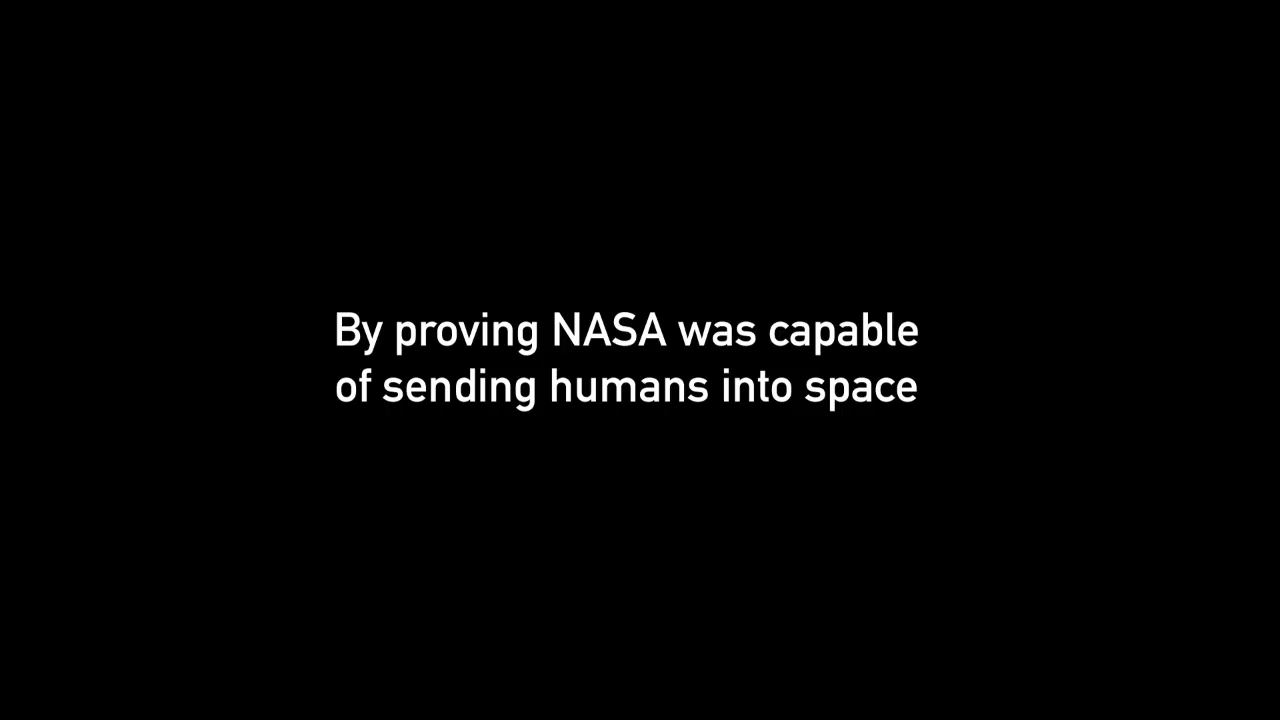 By proving NASA was capable
of sending humans into space